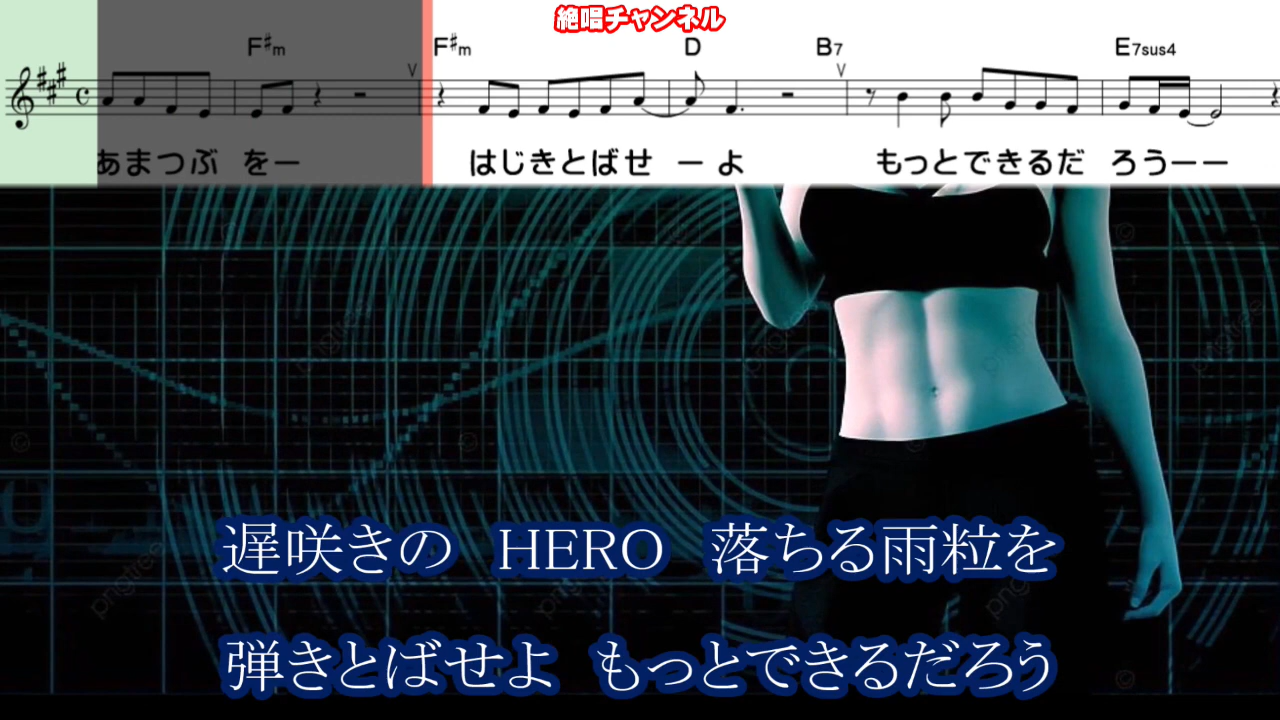 絶唱チャンネル
F#m F#m D B7 E7sus4
あまつぶ をー はじきとばせ ーよ もっとできるだ ろうーー
遅咲きの HERO 落ちる雨粒を
弾きとばせよ もっとできるだろう